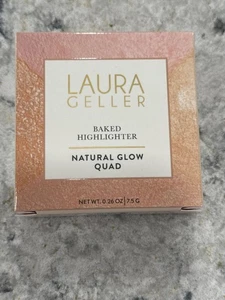 LAURA
GELLER
BAKED
HIGHLIGHTER
NATURAL GLOW
QUAD
NET WT. 0.26 OZ | 7.5 G